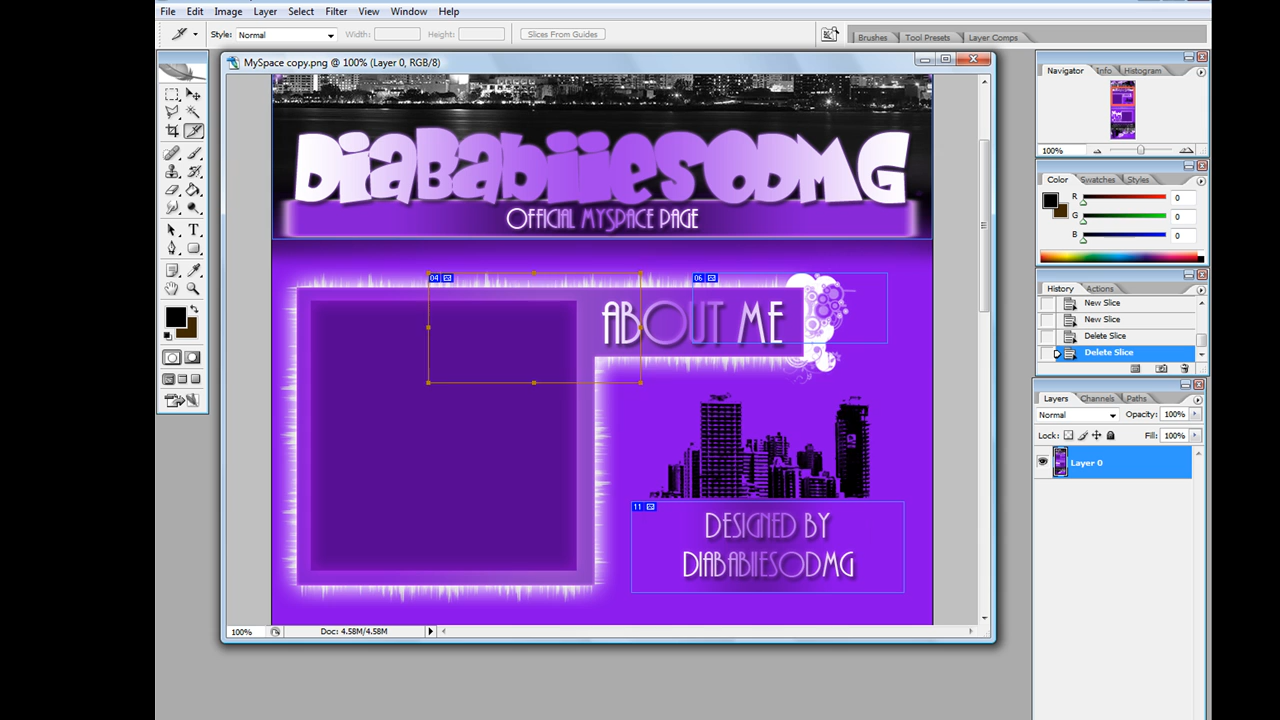 File Edit Image Layer Select Filter View Window Help
Style: Normal Width: Height: Slices From Guides Brushes Tool Presets Layer Comps
MySpace copy.png @ 100% (Layer 0, RGB/8)
DiaBabiiesODMG
Official Myspace Page
04
06
About Me
11
Designed by
DiaBabiiesODMG
100% Doc: 4.58M/4.58M
Navigator Info Histogram
100%
Color Swatches Styles
R 0
G 0
B 0
History Actions
New Slice
New Slice
Delete Slice
Delete Slice
Layers Channels Paths
Normal Opacity: 100%
Lock: Fill: 100%
Layer 0